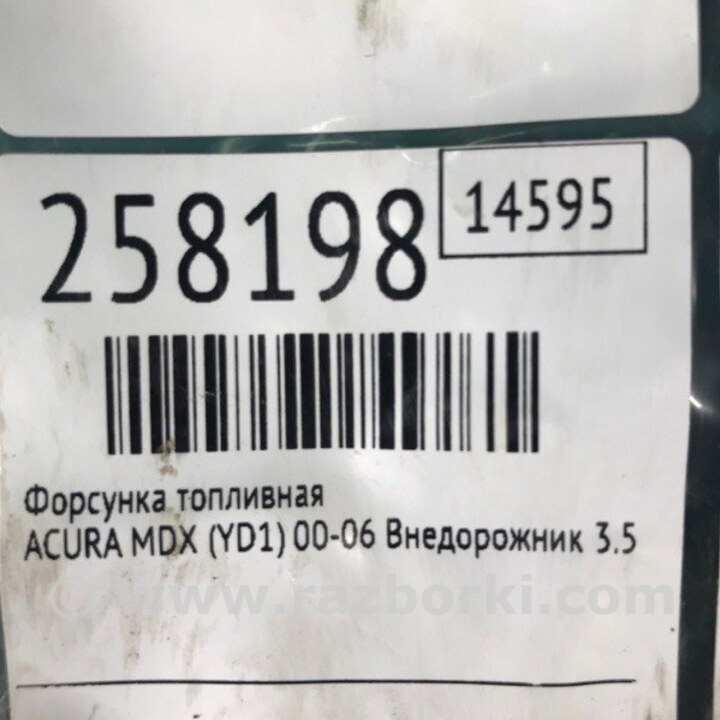 258198
14595
Форсунка топливная
ACURA MDX (YD1) 00-06 Внедорожник 3.5
© www.razborki.com